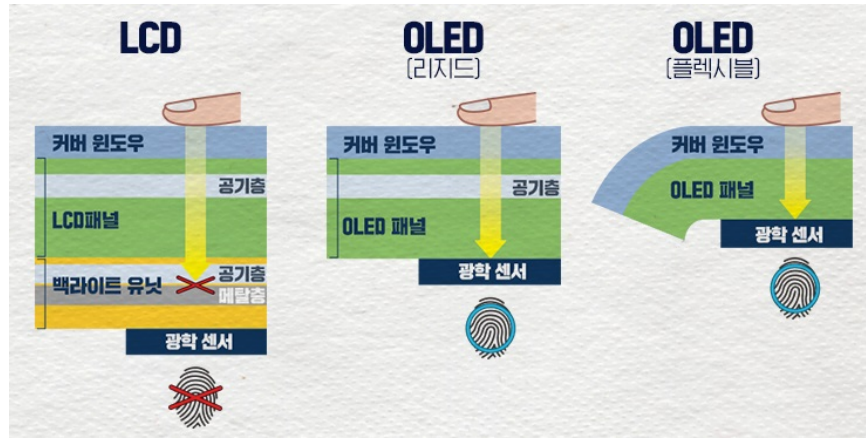 LCD
커버 윈도우
공기층
LCD패널
공기층
백라이트 유닛
메탈층
광학 센서
OLED
(리지드)
커버 윈도우
공기층
OLED 패널
광학 센서
OLED
(플렉시블)
커버 윈도우
OLED 패널
광학 센서